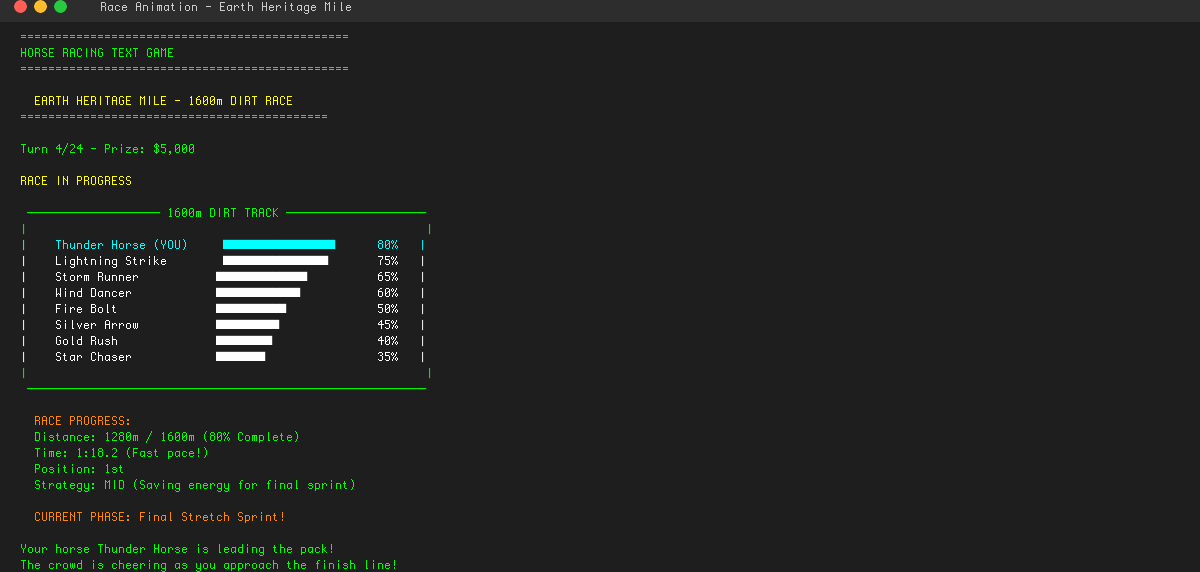 Race Animation - Earth Heritage Mile
===============================================
HORSE RACING TEXT GAME
===============================================
EARTH HERITAGE MILE - 1600m DIRT RACE
============================================
Turn 4/24 - Prize: $5,000
RACE IN PROGRESS
─────────────────── 1600m DIRT TRACK ────────────────────
| |
| Thunder Horse (YOU) ████████████████ 80% |
| Lightning Strike ███████████████ 75% |
| Storm Runner █████████████ 65% |
| Wind Dancer ████████████ 60% |
| Fire Bolt ██████████ 50% |
| Silver Arrow █████████ 45% |
| Gold Rush ████████ 40% |
| Star Chaser ███████ 35% |
| |
─────────────────────────────────────────────────────────
RACE PROGRESS:
Distance: 1280m / 1600m (80% Complete)
Time: 1:18.2 (Fast pace!)
Position: 1st
Strategy: MID (Saving energy for final sprint)
CURRENT PHASE: Final Stretch Sprint!
Your horse Thunder Horse is leading the pack!
The crowd is cheering as you approach the finish line!